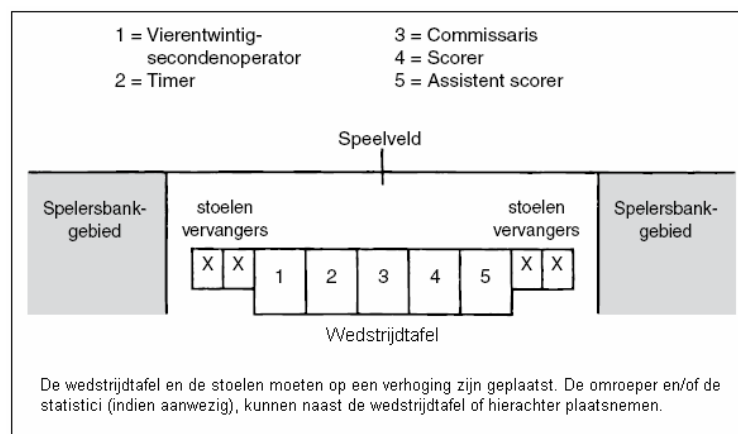 1 = Vierentwintig-
secondenoperator
2 = Timer
3 = Commissaris
4 = Scorer
5 = Assistent scorer
Speelveld
Spelersbank-
gebied
stoelen
vervangers
stoelen
vervangers
Spelersbank-
gebied
X X 1 2 3 4 5 X X
Wedstrijdtafel
De wedstrijdtafel en de stoelen moeten op een verhoging zijn geplaatst. De omroeper en/of de
statistici (indien aanwezig), kunnen naast de wedstrijdtafel of hierachter plaatsnemen.